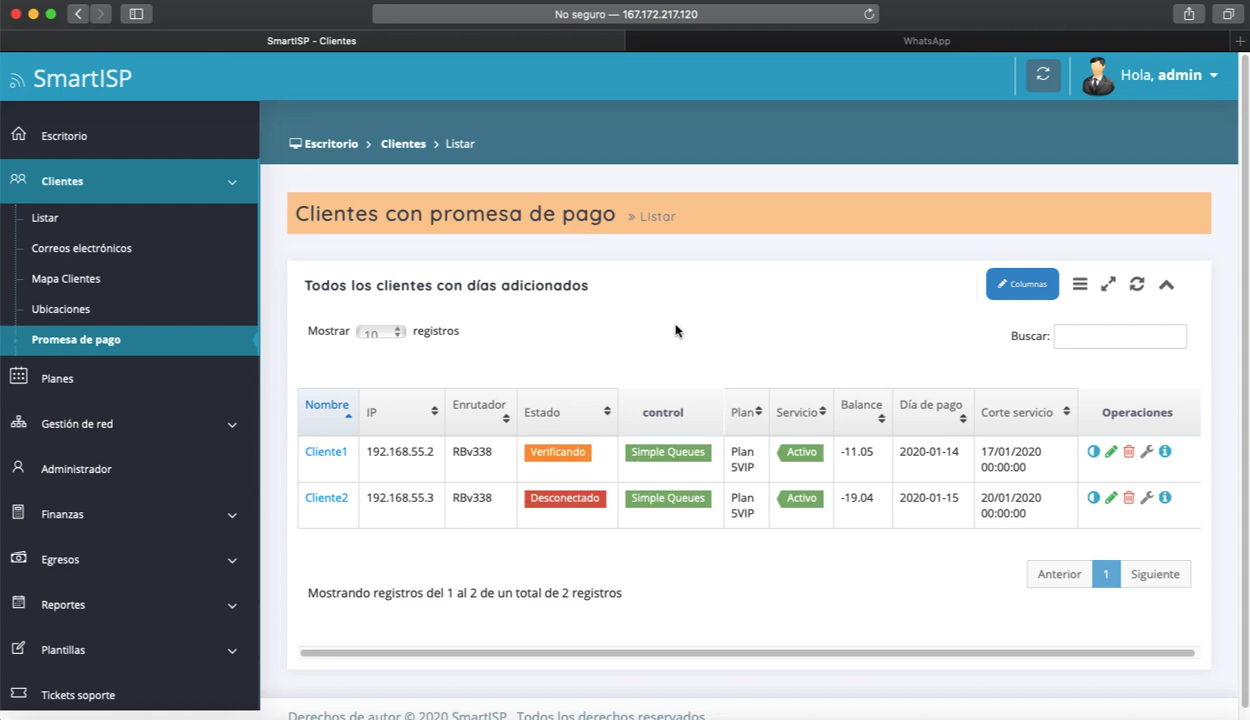 No seguro — 167.172.217.120
SmartISP - Clientes
WhatsApp
SmartISP
Hola, admin
Escritorio
Clientes
Listar
Correos electrónicos
Mapa Clientes
Ubicaciones
Promesa de pago
Planes
Gestión de red
Administrador
Finanzas
Egresos
Reportes
Plantillas
Tickets soporte
Escritorio > Clientes > Listar
Clientes con promesa de pago » Listar
Todos los clientes con días adicionados
Columnas
Mostrar 10 registros
Buscar:
Nombre IP Enrutador Estado control Plan Servicio Balance Día de pago Corte servicio Operaciones
Cliente1 192.168.55.2 RBv338 Verificando Simple Queues Plan 5VIP Activo -11.05 2020-01-14 17/01/2020 00:00:00
Cliente2 192.168.55.3 RBv338 Desconectado Simple Queues Plan 5VIP Activo -19.04 2020-01-15 20/01/2020 00:00:00
Anterior 1 Siguiente
Mostrando registros del 1 al 2 de un total de 2 registros
Derechos de autor © 2020 SmartISP. Todos los derechos reservados